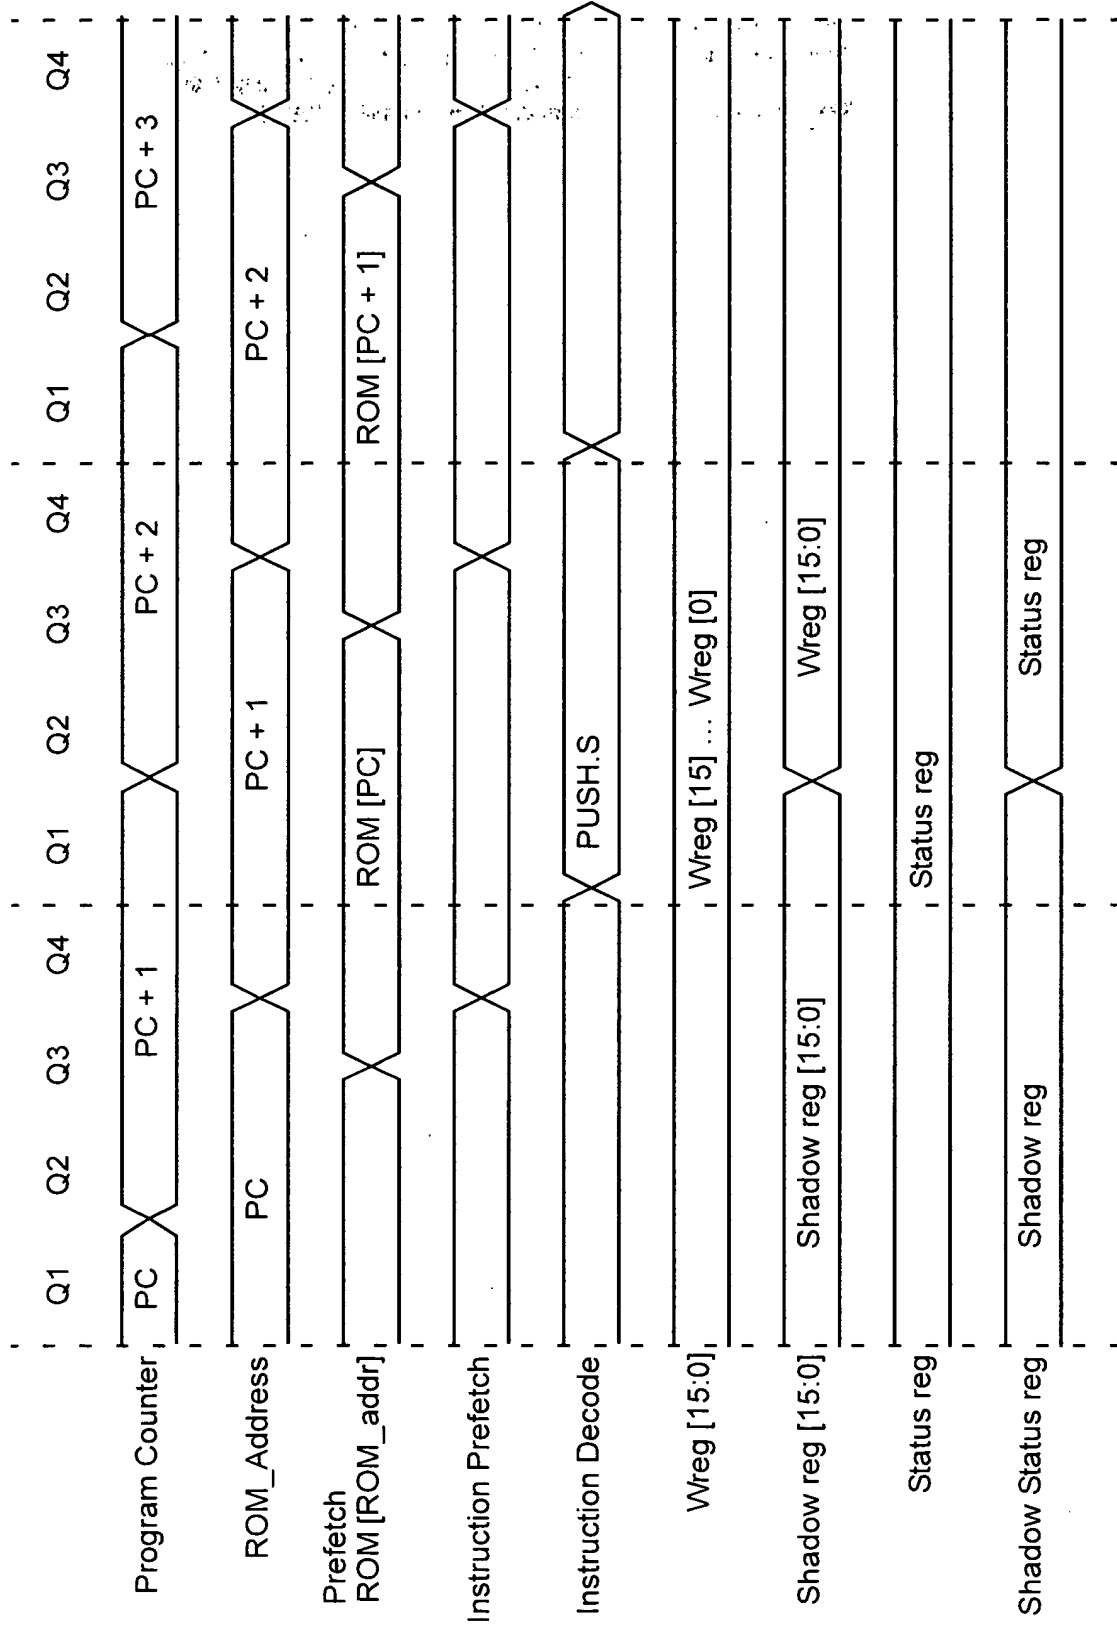 Q1 Q2 Q3 Q4 Q1 Q2 Q3 Q4 Q1 Q2 Q3 Q4
Program Counter PC PC + 1 PC + 2 PC + 3
ROM_Address PC PC + 1 PC + 2
Prefetch
ROM [ROM_addr] ROM [PC] ROM [PC + 1]
Instruction Prefetch
Instruction Decode PUSH.S
Wreg [15:0] Wreg [15] ... Wreg [0]
Shadow reg [15:0] Shadow reg [15:0] Wreg [15:0]
Status reg Status reg
Shadow Status reg Shadow reg Status reg